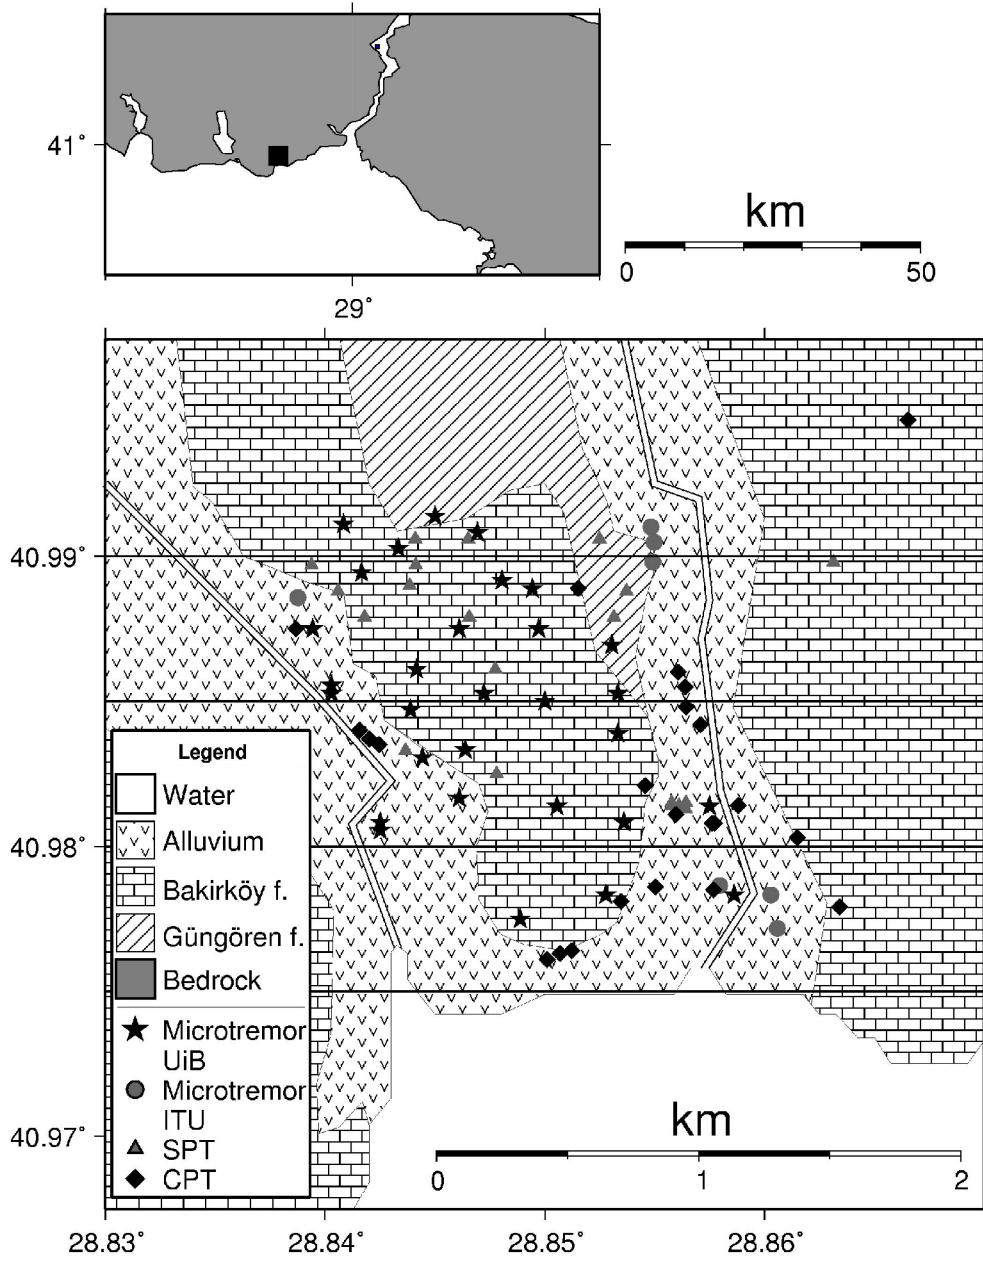 41°
km
0 50
29°
40.99°
40.98°
40.97°
Legend
Water
Alluvium
Bakirköy f.
Güngören f.
Bedrock
Microtremor
UiB
Microtremor
ITU
SPT
CPT
km
0 1 2
28.83° 28.84° 28.85° 28.86°